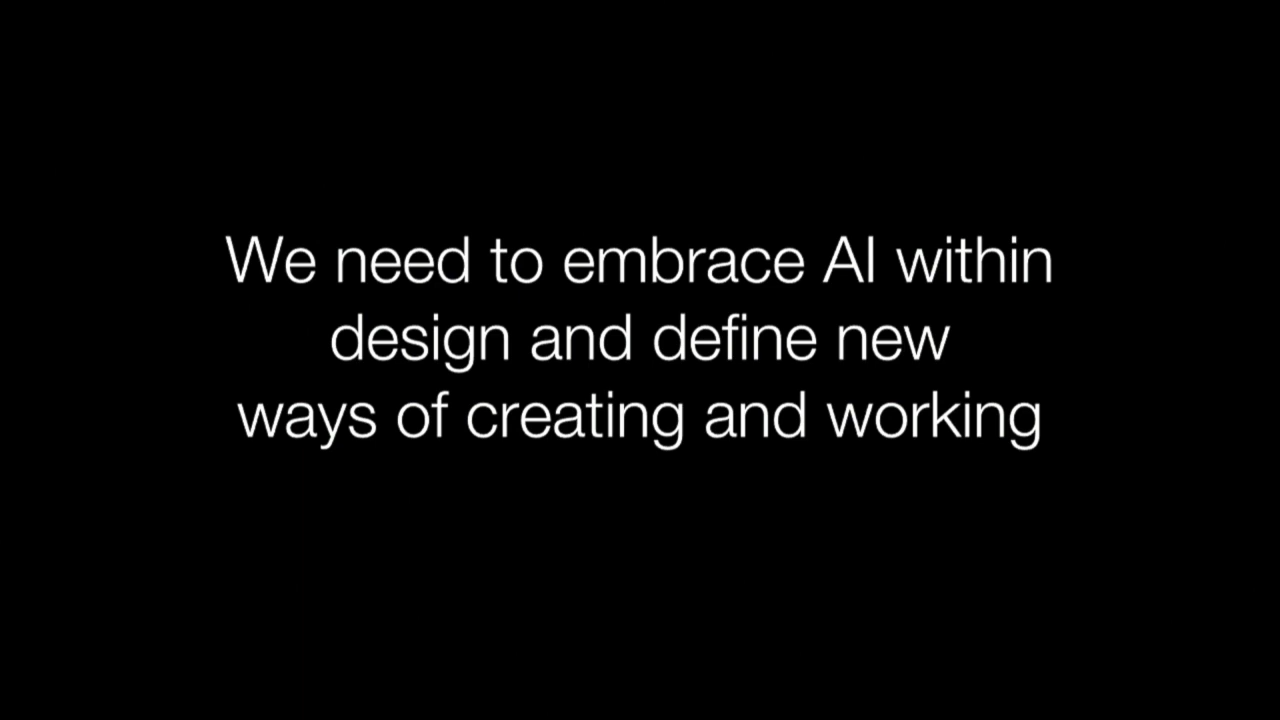 We need to embrace AI within
design and define new
ways of creating and working